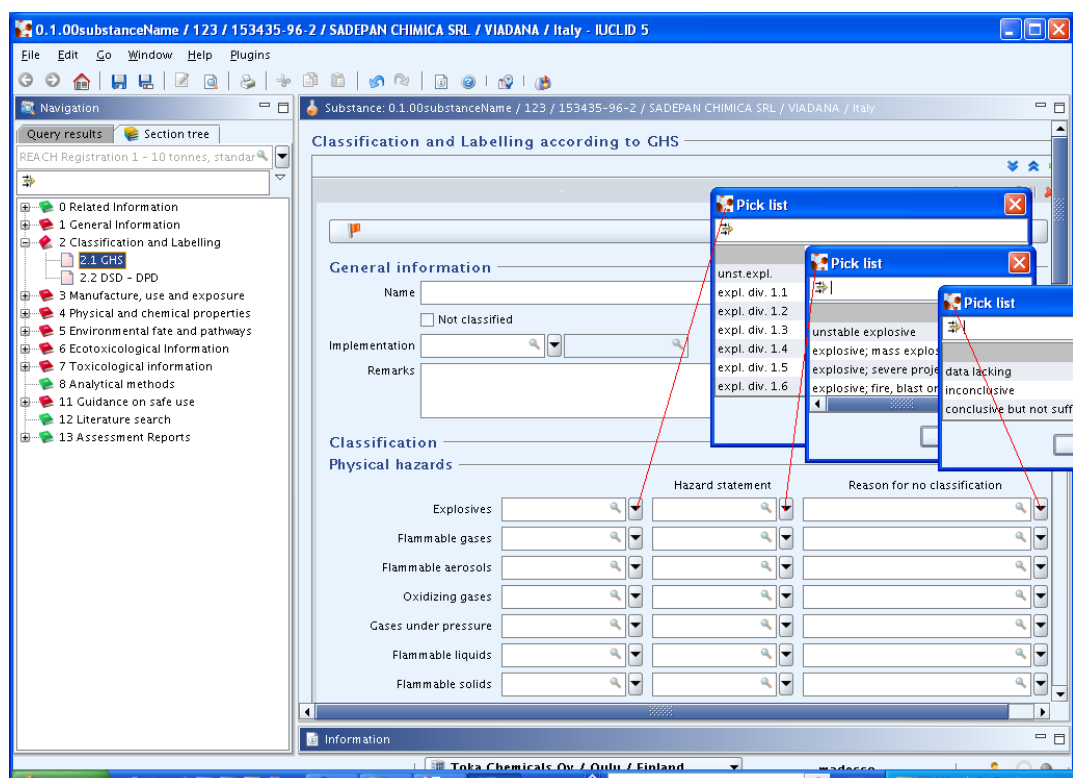 0.1.00substanceName / 123 / 153435-96-2 / SADEPAN CHIMICA SRL / VIADANA / Italy - IUCLID 5
File Edit Go Window Help Plugins
Navigation
Query results Section tree
REACH Registration 1 - 10 tonnes, standar
0 Related Information
1 General Information
2 Classification and Labelling
2.1 GHS
2.2 DSD - DPD
3 Manufacture, use and exposure
4 Physical and chemical properties
5 Environmental fate and pathways
6 Ecotoxicological Information
7 Toxicological information
8 Analytical methods
11 Guidance on safe use
12 Literature search
13 Assessment Reports
Substance: 0.1.00substanceName / 123 / 153435-96-2 / SADEPAN CHIMICA SRL / VIADANA / Italy
Classification and Labelling according to GHS
General information
Name
Not classified
Implementation
Remarks
Classification
Physical hazards
Hazard statement Reason for no classification
Explosives
Flammable gases
Flammable aerosols
Oxidizing gases
Gases under pressure
Flammable liquids
Flammable solids
Pick list
unst.expl.
expl. div. 1.1
expl. div. 1.2
expl. div. 1.3
expl. div. 1.4
expl. div. 1.5
expl. div. 1.6
Pick list
unstable explosive
explosive; mass explos
explosive; severe proje
explosive; fire, blast or
Pick list
data lacking
inconclusive
conclusive but not suff
Information
Toka Chemicals Oy / Oulu / Finland